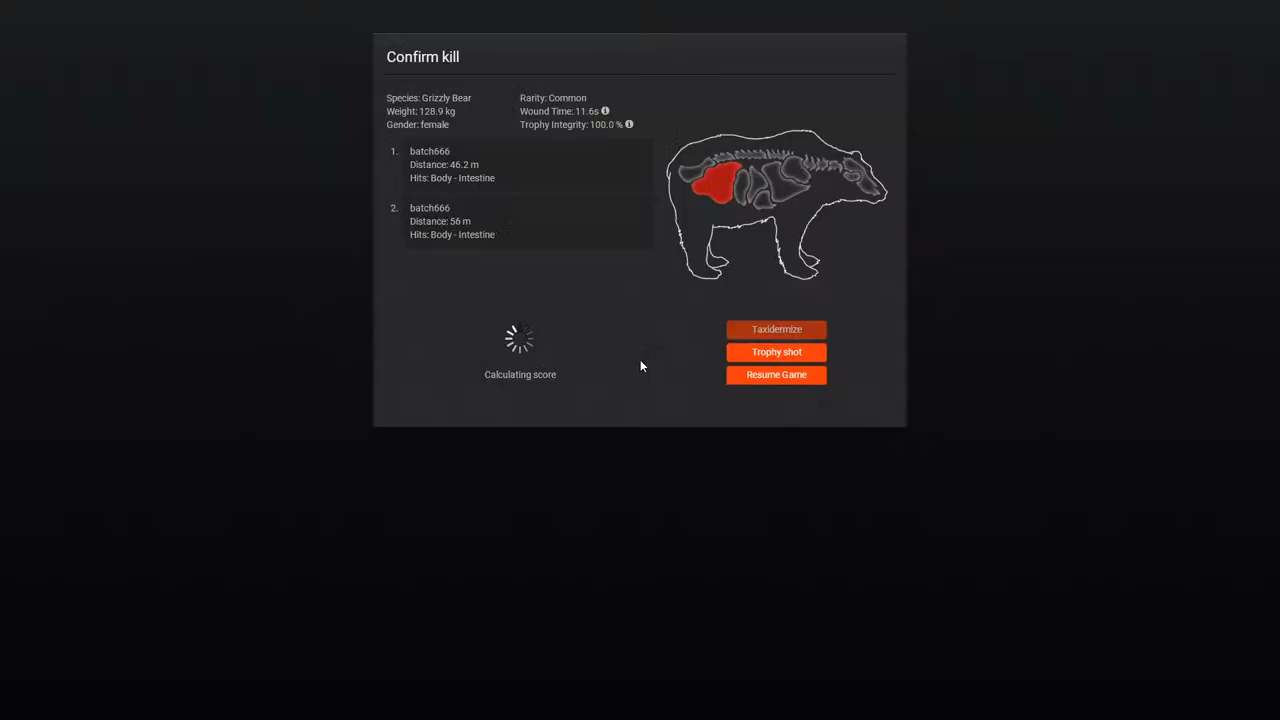 Confirm kill
Species: Grizzly Bear
Weight: 128.9 kg
Gender: female
Rarity: Common
Wound Time: 11.6s
Trophy Integrity: 100.0 %
1.
batch666
Distance: 46.2 m
Hits: Body - Intestine
2.
batch666
Distance: 56 m
Hits: Body - Intestine
Calculating score
Taxidermize
Trophy shot
Resume Game